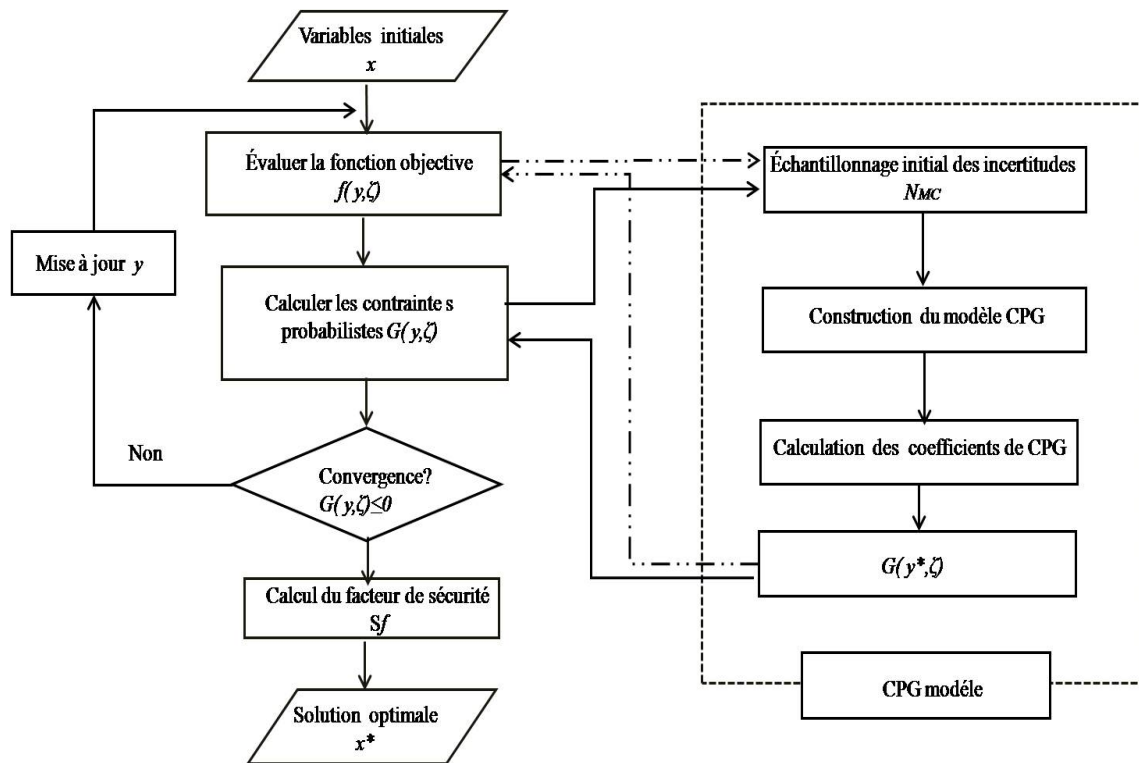 Variables initiales
x
Évaluer la fonction objective
f(y,ζ)
Mise à jour y
Calculer les contrainte s
probabilistes G(y,ζ)
Non
Convergence?
G(y,ζ)≤0
Calcul du facteur de sécurité
Sf
Solution optimale
x*
Échantillonnage initial des incertitudes
NMC
Construction du modèle CPG
Calculation des coefficients de CPG
G(y*,ζ)
CPG modéle